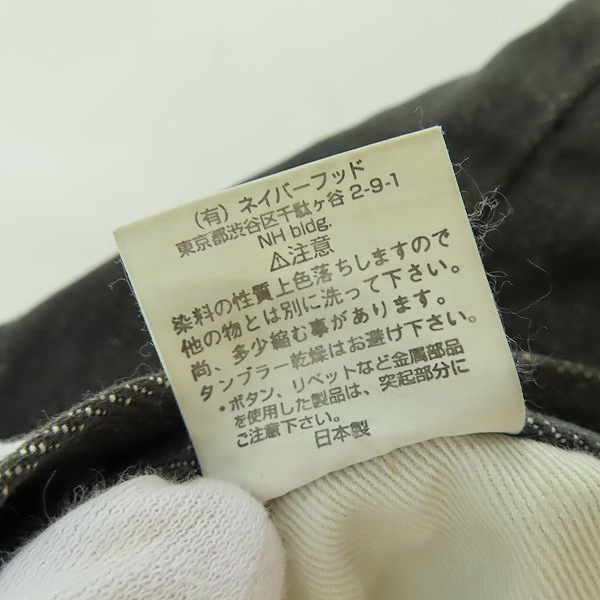 （有）ネイバーフッド
東京都渋谷区千駄ヶ谷 2-9-1
NH bldg.
⚠注意
染料の性質上色落ちしますので
他の物とは別に洗って下さい。
尚、多少縮む事があります。
タンブラー乾燥はお避け下さい。
・ボタン、リベットなど金属部品
を使用した製品は、突起部分に
ご注意下さい。
日本製